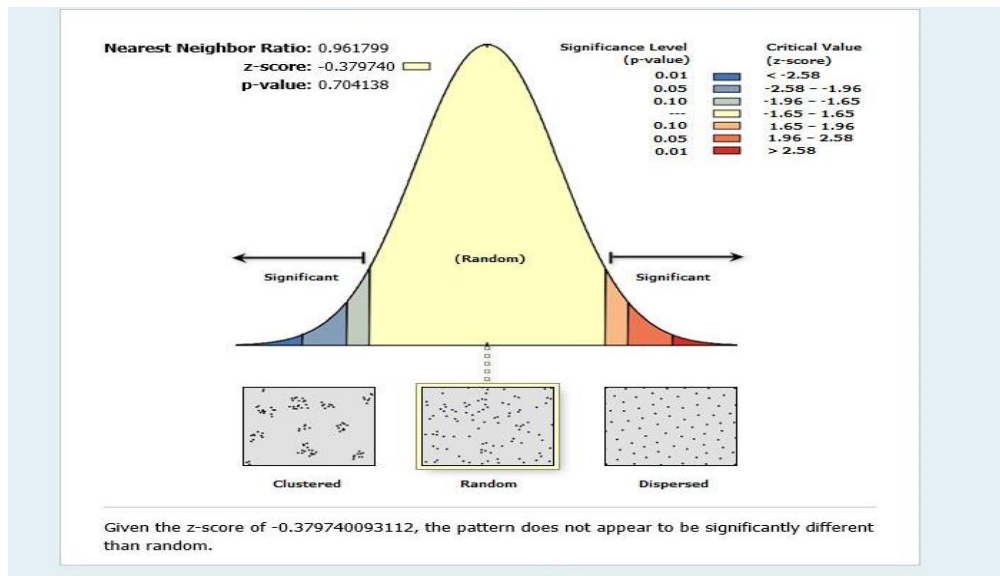 Nearest Neighbor Ratio: 0.961799
z-score: -0.379740
p-value: 0.704138
Significance Level Critical Value
(p-value) (z-score)
0.01 < -2.58
0.05 -2.58 - -1.96
0.10 -1.96 - -1.65
--- -1.65 - 1.65
0.10 1.65 - 1.96
0.05 1.96 - 2.58
0.01 > 2.58
(Random)
Significant Significant
Clustered Random Dispersed
Given the z-score of -0.379740093112, the pattern does not appear to be significantly different
than random.